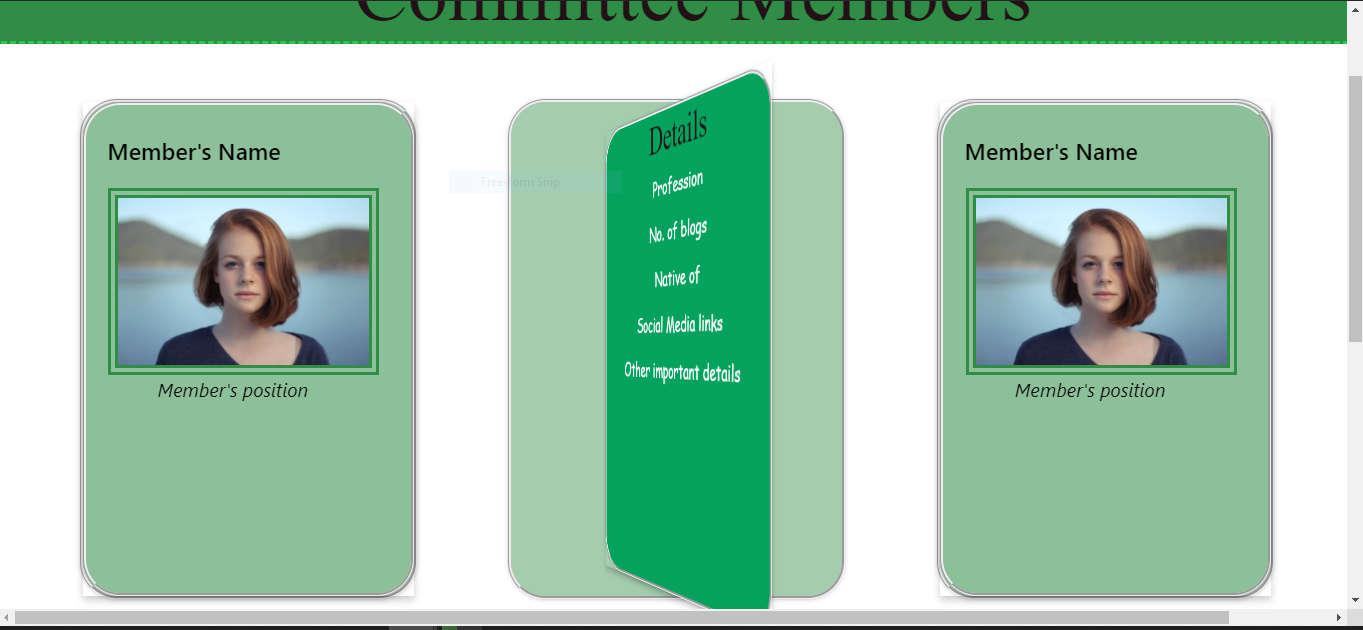 Committee Members
Member's Name
Member's position
Details
Profession
No. of blogs
Native of
Social Media links
Other important details
Free-form Snip
Member's Name
Member's position